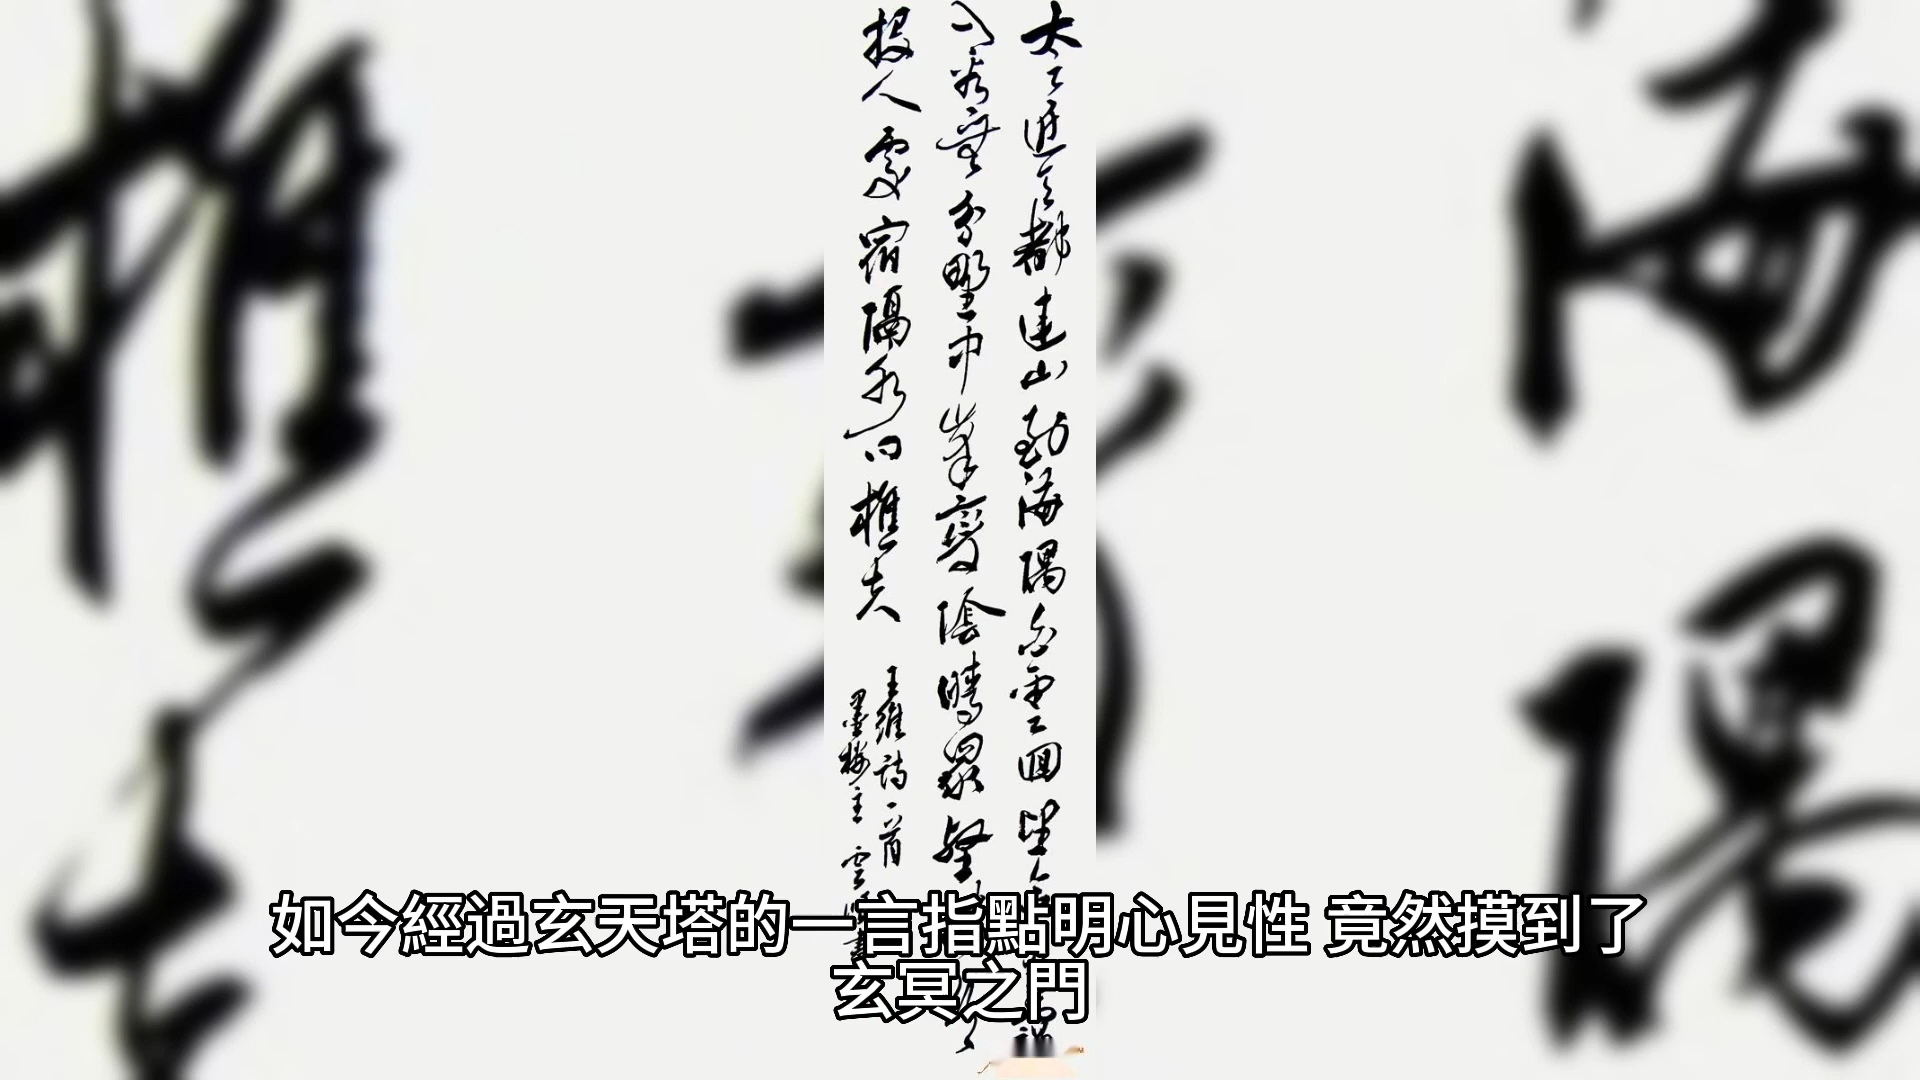 太乙近天都連山到海隅白雲回望合
入看無分野中峯變陰晴衆壑
投人處宿隔水問樵夫
王維詩一首
如今經過玄天塔的一言指點明心見性 竟然摸到了
玄冥之門